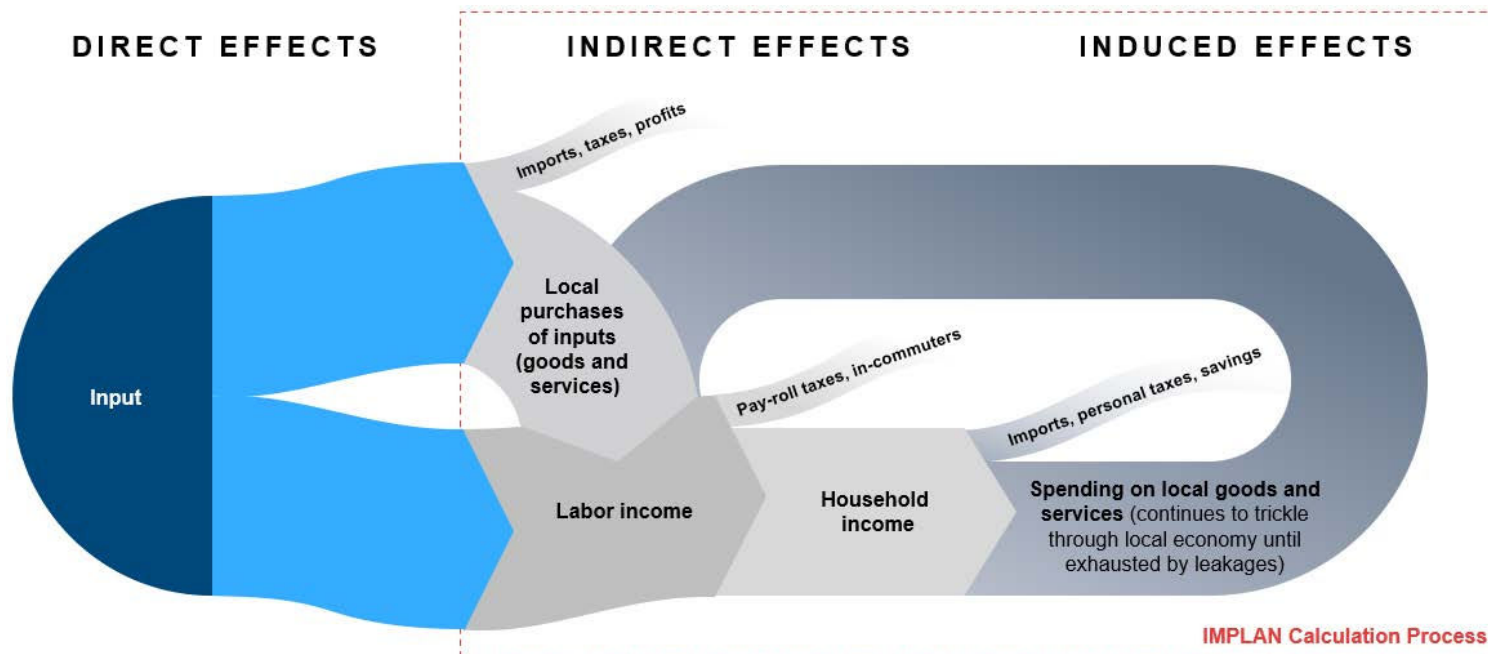 DIRECT EFFECTS
INDIRECT EFFECTS
INDUCED EFFECTS
Imports, taxes, profits
Local
purchases
of inputs
(goods and
services)
Input
Pay-roll taxes, in-commuters
Imports, personal taxes, savings
Labor income
Household
income
Spending on local goods and
services (continues to trickle
through local economy until
exhausted by leakages)
IMPLAN Calculation Process